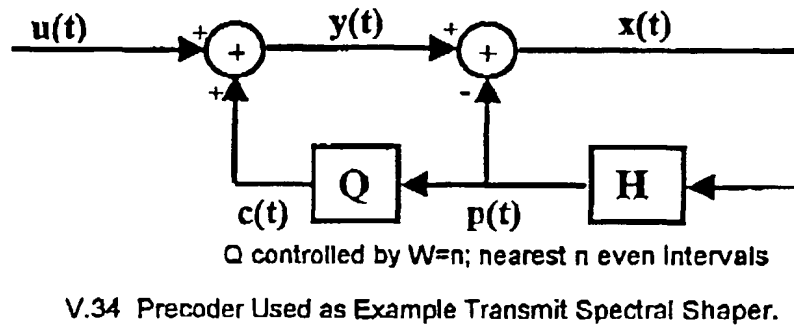 u(t) + + y(t) + + x(t)
+ -
Q H
c(t) p(t)
Q controlled by W=n; nearest n even intervals
V.34 Precoder Used as Example Transmit Spectral Shaper.